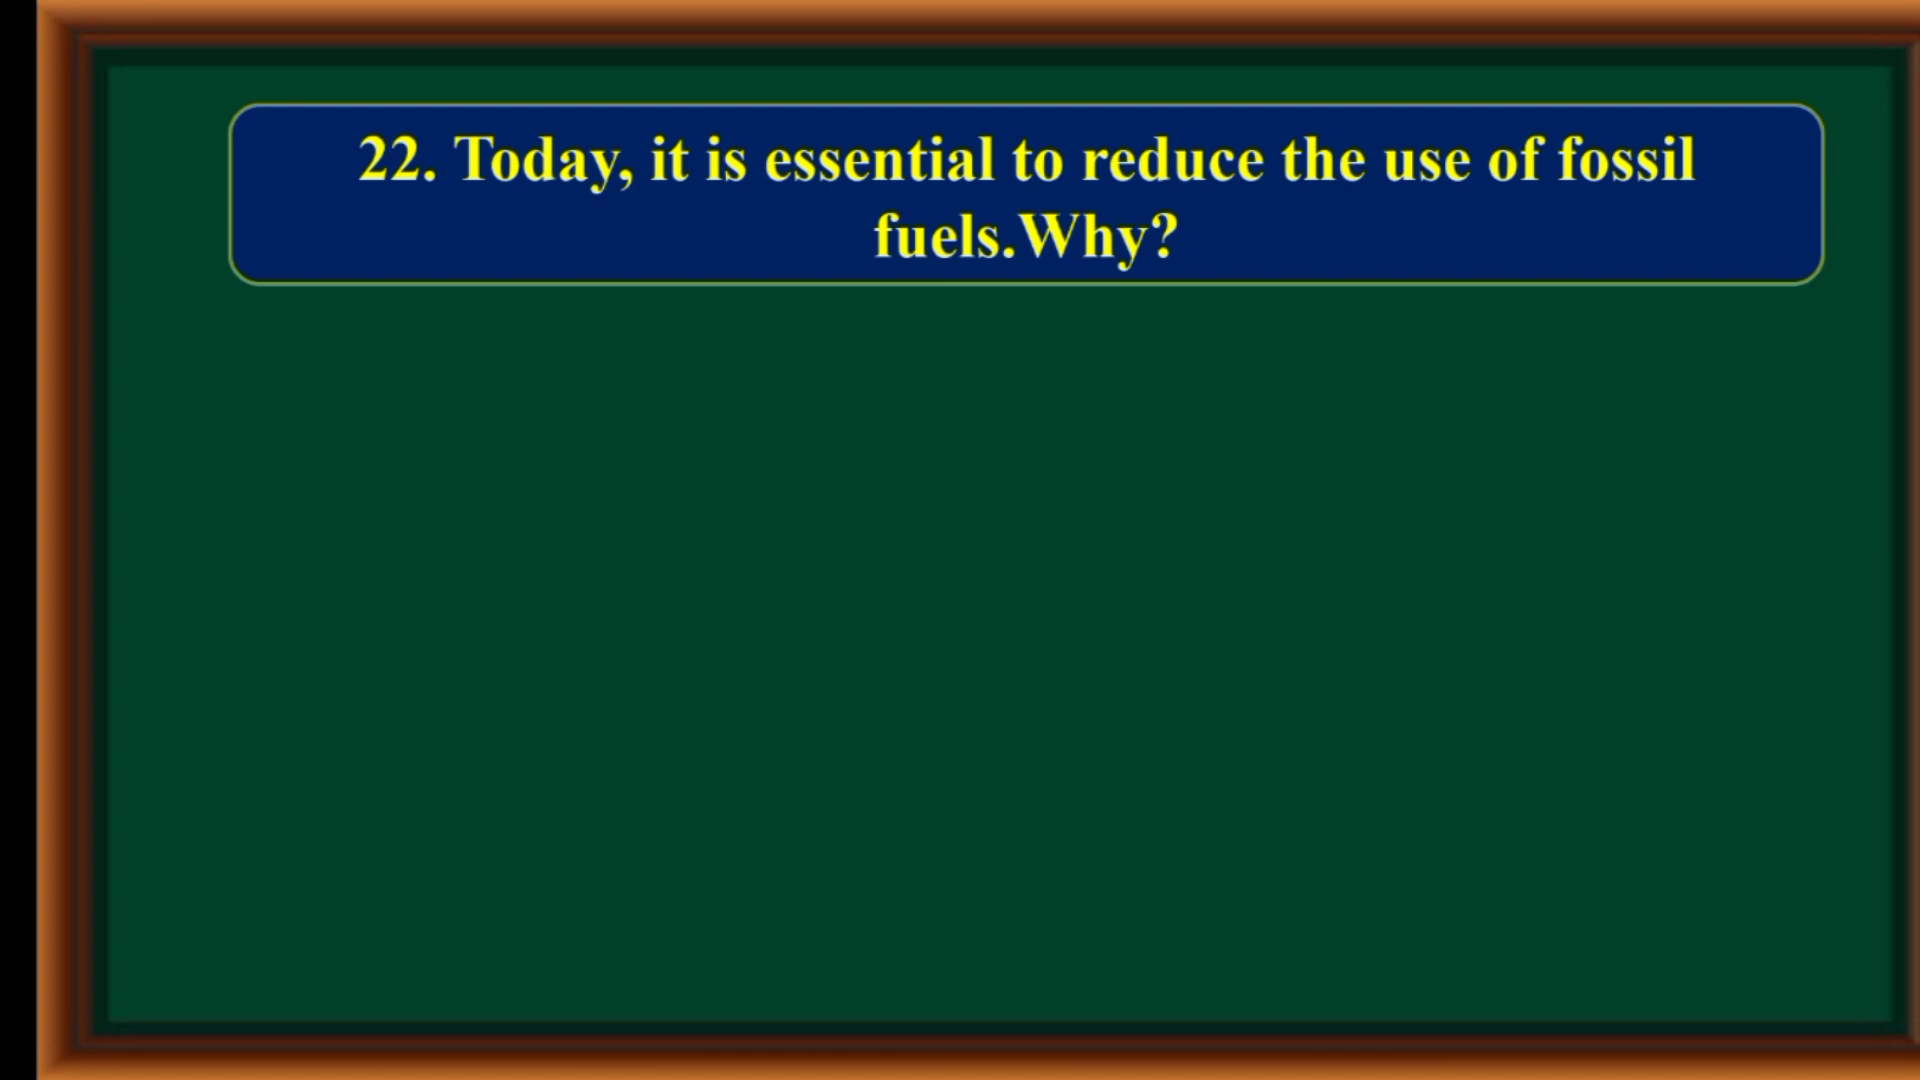 22. Today, it is essential to reduce the use of fossil
fuels.Why?